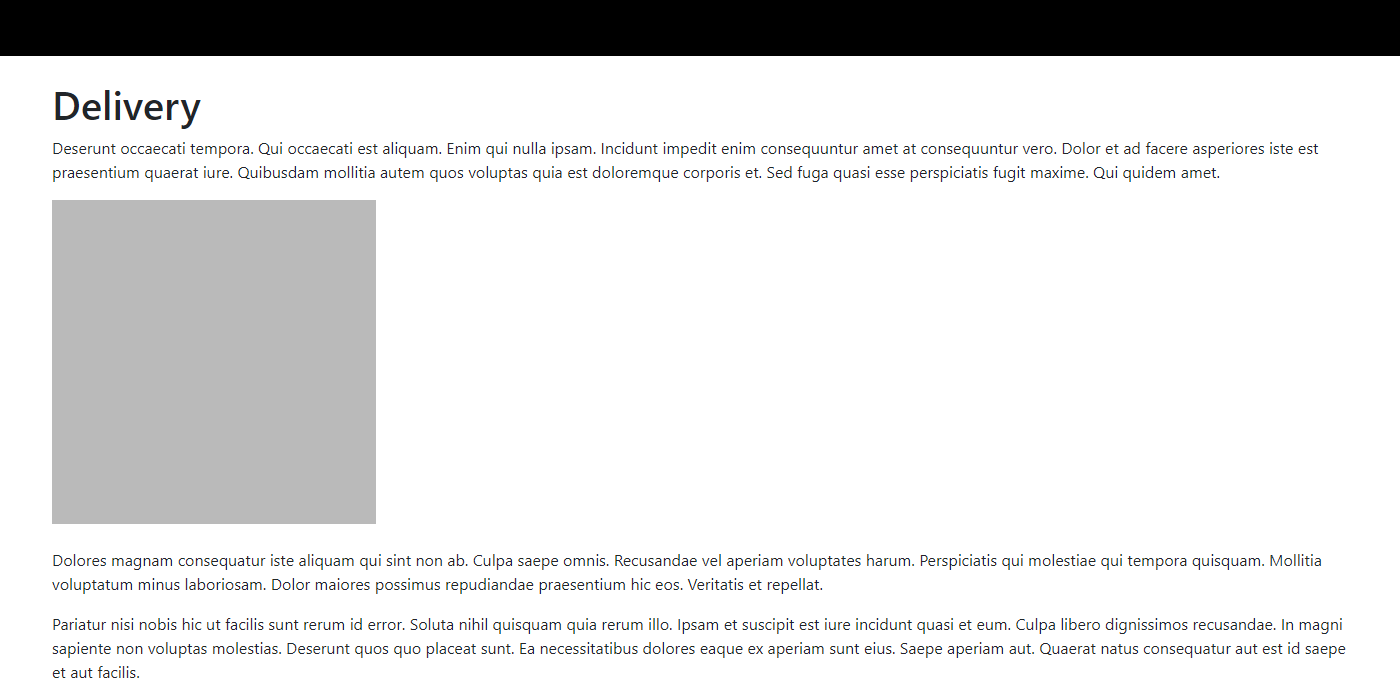 Delivery
Deserunt occaecati tempora. Qui occaecati est aliquam. Enim qui nulla ipsam. Incidunt impedit enim consequuntur amet at consequuntur vero. Dolor et ad facere asperiores iste est
praesentium quaerat iure. Quibusdam mollitia autem quos voluptas quia est doloremque corporis et. Sed fuga quasi esse perspiciatis fugit maxime. Qui quidem amet.
Dolores magnam consequatur iste aliquam qui sint non ab. Culpa saepe omnis. Recusandae vel aperiam voluptates harum. Perspiciatis qui molestiae qui tempora quisquam. Mollitia
voluptatum minus laboriosam. Dolor maiores possimus repudiandae praesentium hic eos. Veritatis et repellat.
Pariatur nisi nobis hic ut facilis sunt rerum id error. Soluta nihil quisquam quia rerum illo. Ipsam et suscipit est iure incidunt quasi et eum. Culpa libero dignissimos recusandae. In magni
sapiente non voluptas molestias. Deserunt quos quo placeat sunt. Ea necessitatibus dolores eaque ex aperiam sunt eius. Saepe aperiam aut. Quaerat natus consequatur aut est id saepe
et aut facilis.